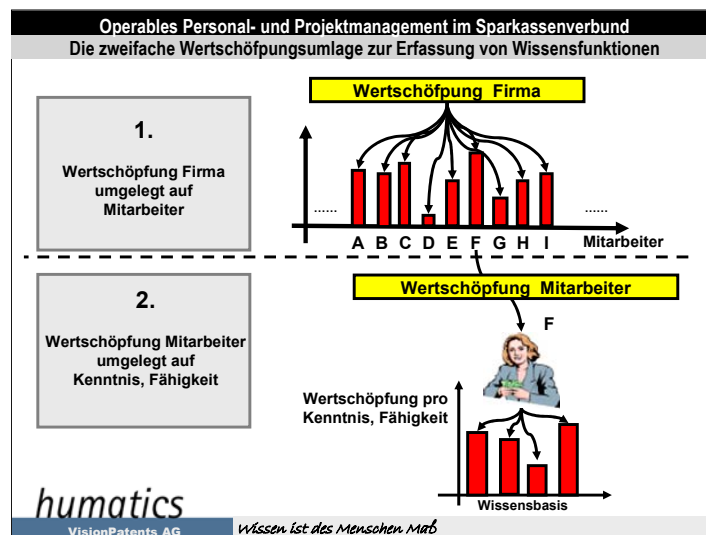 Operables Personal- und Projektmanagement im Sparkassenverbund
Die zweifache Wertschöfpungsumlage zur Erfassung von Wissensfunktionen
Wertschöfpung Firma
1.
Wertschöpfung Firma
umgelegt auf
Mitarbeiter
...... ......
A B C D E F G H I Mitarbeiter
2.
Wertschöpfung Mitarbeiter
umgelegt auf
Kenntnis, Fähigkeit
Wertschöpfung Mitarbeiter
F
Wertschöpfung pro
Kenntnis, Fähigkeit
Wissensbasis
humatics
VisionPatents AG
Wissen ist des Menschen Maß